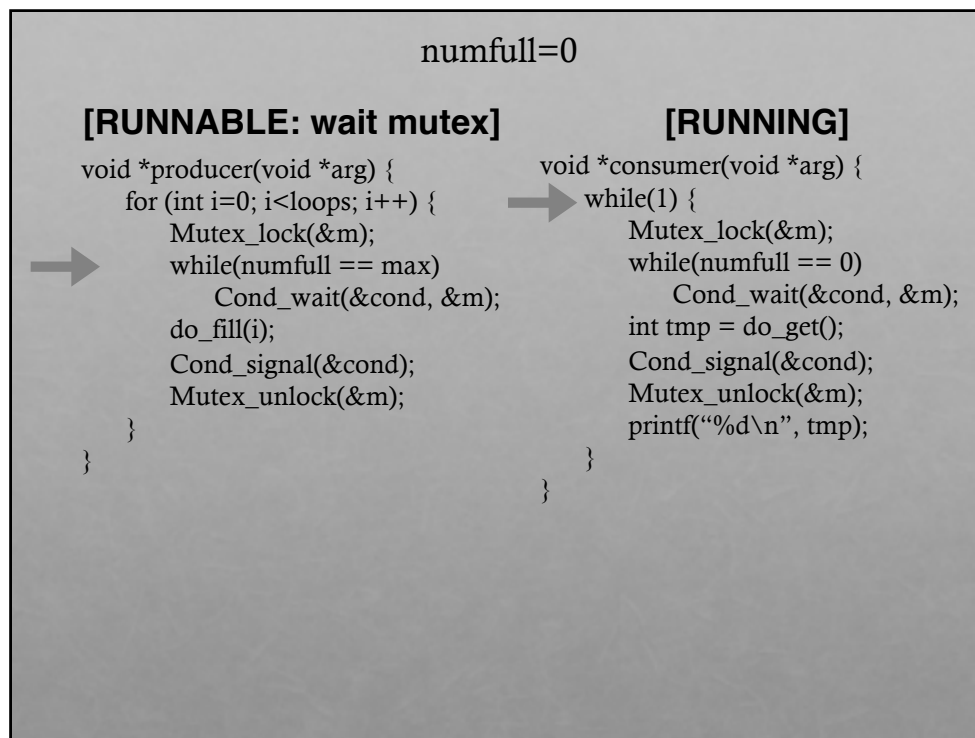 numfull=0
[RUNNABLE: wait mutex]
void *producer(void *arg) {
for (int i=0; i<loops; i++) {
Mutex_lock(&m);
while(numfull == max)
Cond_wait(&cond, &m);
do_fill(i);
Cond_signal(&cond);
Mutex_unlock(&m);
}
}
[RUNNING]
void *consumer(void *arg) {
while(1) {
Mutex_lock(&m);
while(numfull == 0)
Cond_wait(&cond, &m);
int tmp = do_get();
Cond_signal(&cond);
Mutex_unlock(&m);
printf(“%d\n”, tmp);
}
}